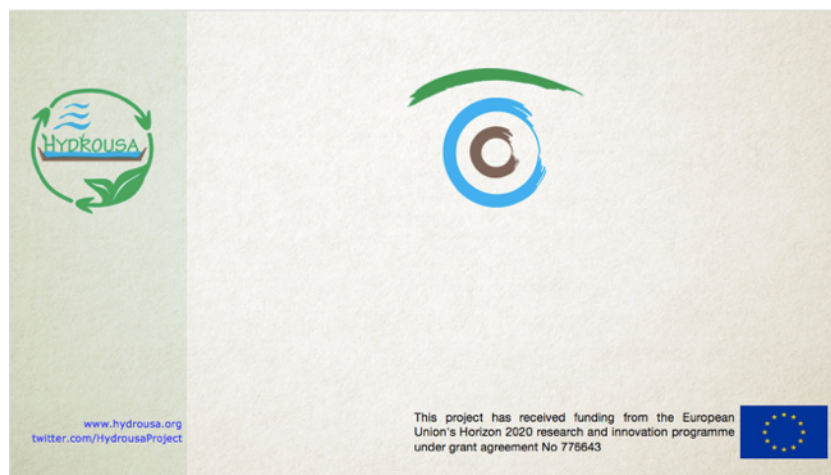 HYDROUSA
www.hydrousa.org
twitter.com/HydrousaProject
This project has received funding from the European
Union's Horizon 2020 research and innovation programme
under grant agreement No 776643